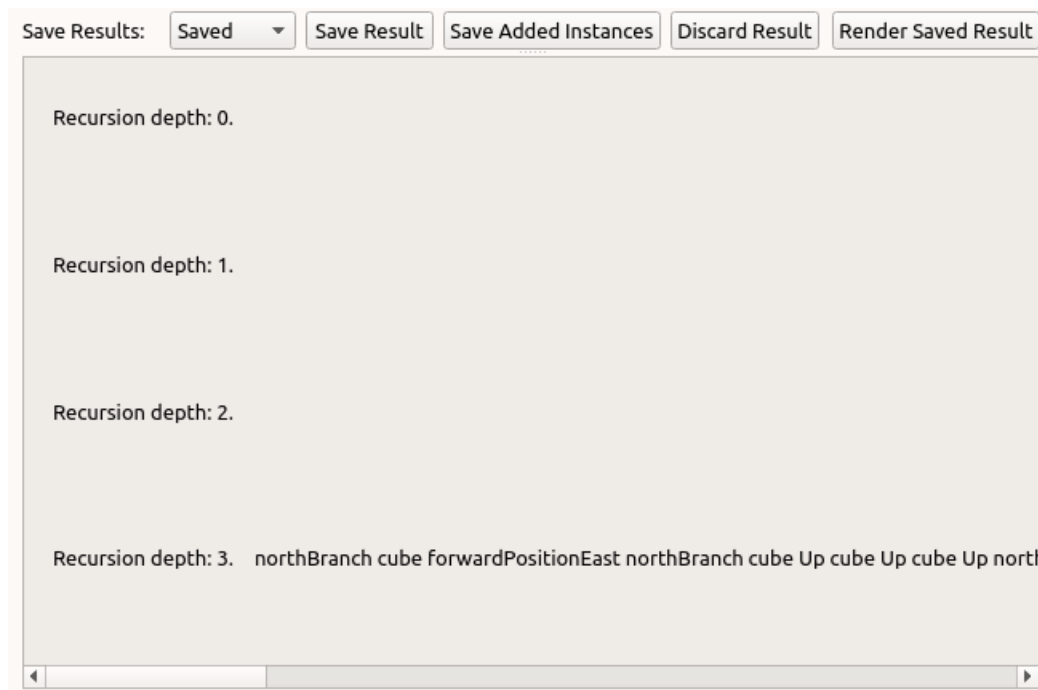 Save Results: Saved Save Result Save Added Instances Discard Result Render Saved Result
Recursion depth: 0.
Recursion depth: 1.
Recursion depth: 2.
Recursion depth: 3. northBranch cube forwardPositionEast northBranch cube Up cube Up cube Up north